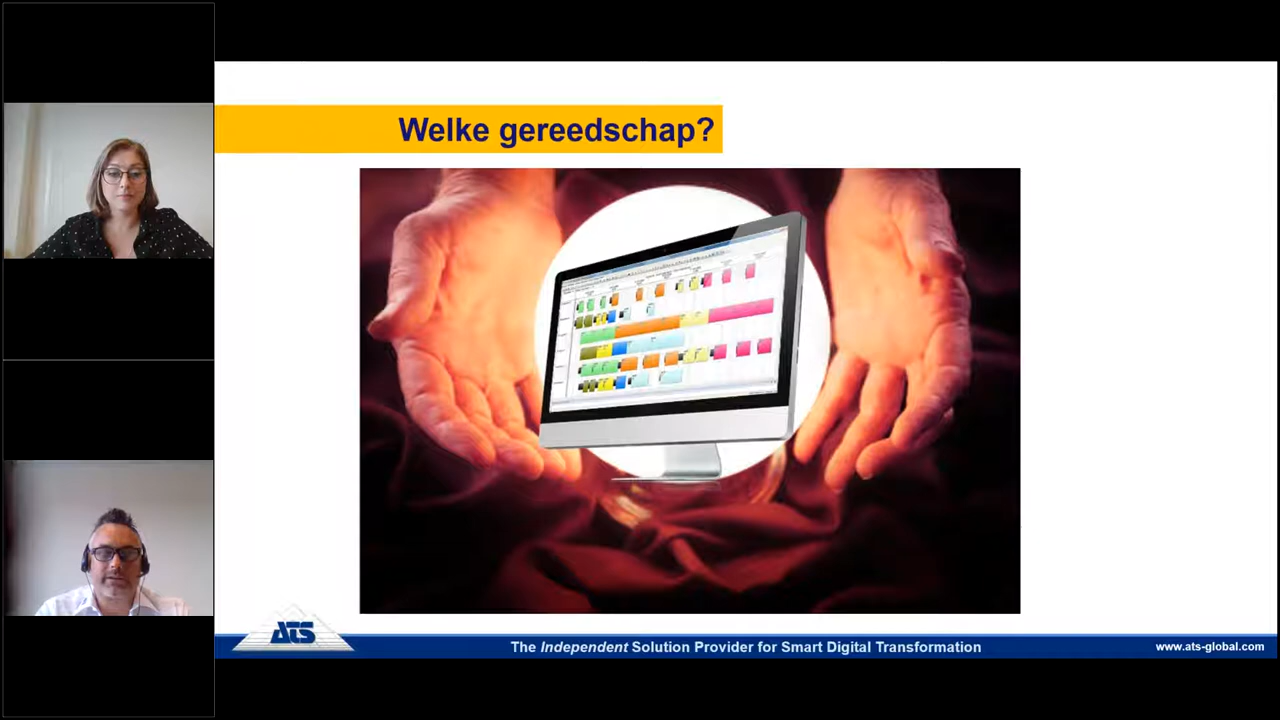 Welke gereedschap?
ATS
The Independent Solution Provider for Smart Digital Transformation
www.ats-global.com